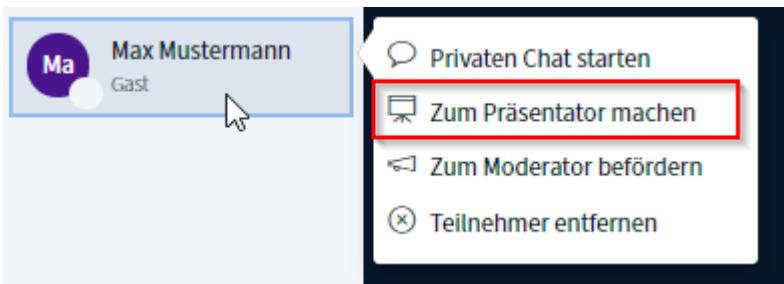 Ma
Max Mustermann
Gast
Privaten Chat starten
Zum Präsentator machen
Zum Moderator befördern
Teilnehmer entfernen